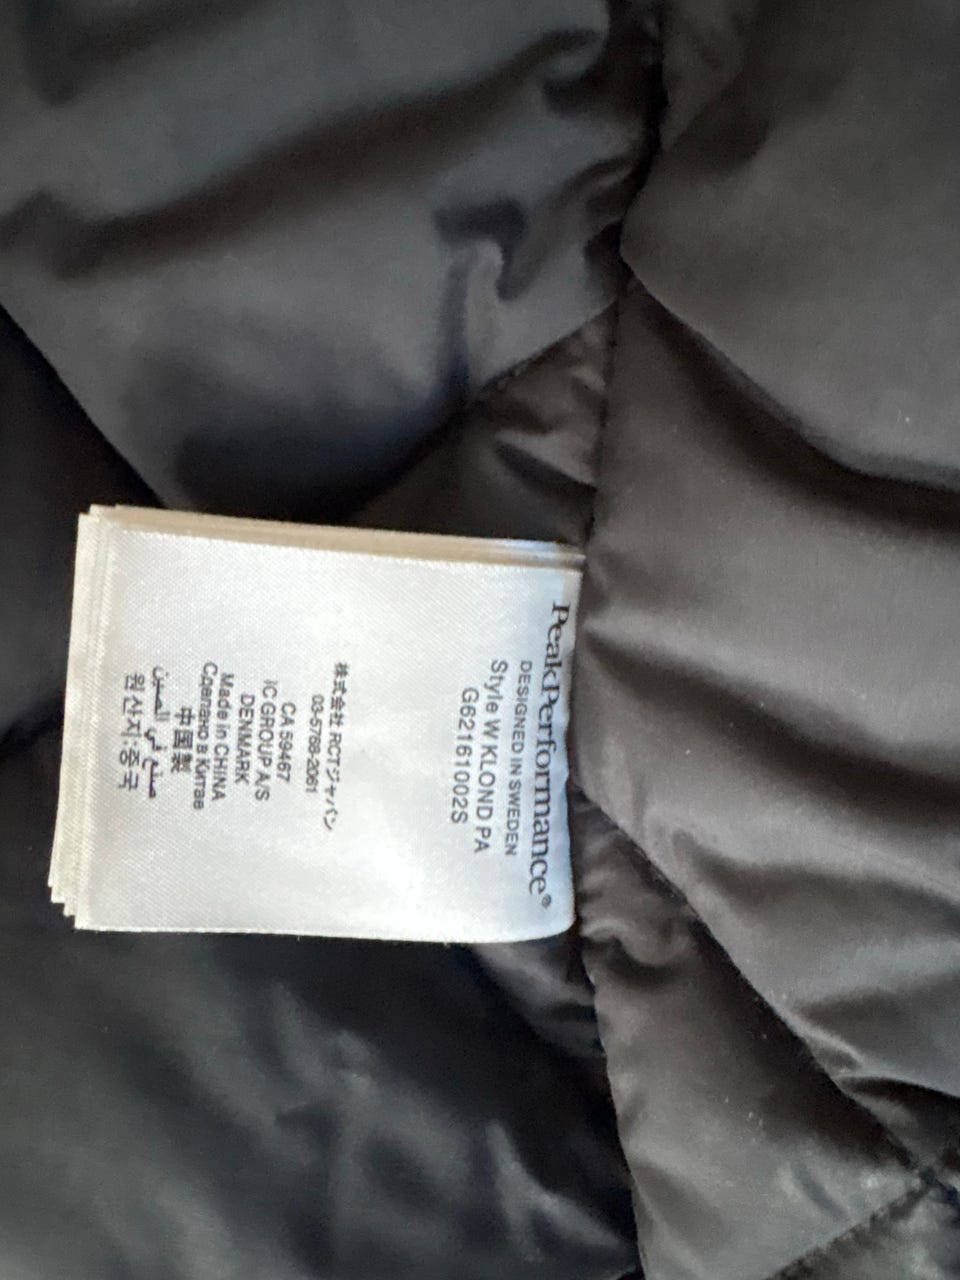 PeakPerformance®
DESIGNED IN SWEDEN
Style W KLOND PA
G62161002S
株式会社 RCTジャパン
03-5768-2061
CA 59467
IC GROUP A/S
DENMARK
Made in CHINA
Сделано в Китае
中国製
صنع في الصين
원산지:중국